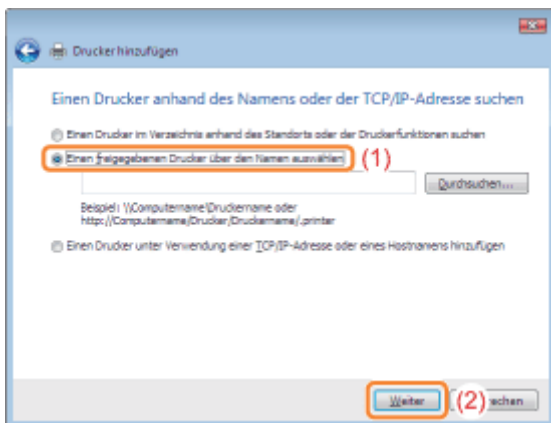 Drucker hinzufügen
Einen Drucker anhand des Namens oder der TCP/IP-Adresse suchen
Einen Drucker im Verzeichnis anhand des Standorts oder der Druckerfunktionen suchen
Einen freigegebenen Drucker über den Namen auswählen (1)
Durchsuchen...
Beispiel: \\Computername\Druckername oder
http://Computername/Drucker/Druckername/.printer
Einen Drucker unter Verwendung einer TCP/IP-Adresse oder eines Hostnamens hinzufügen
Weiter (2) echen